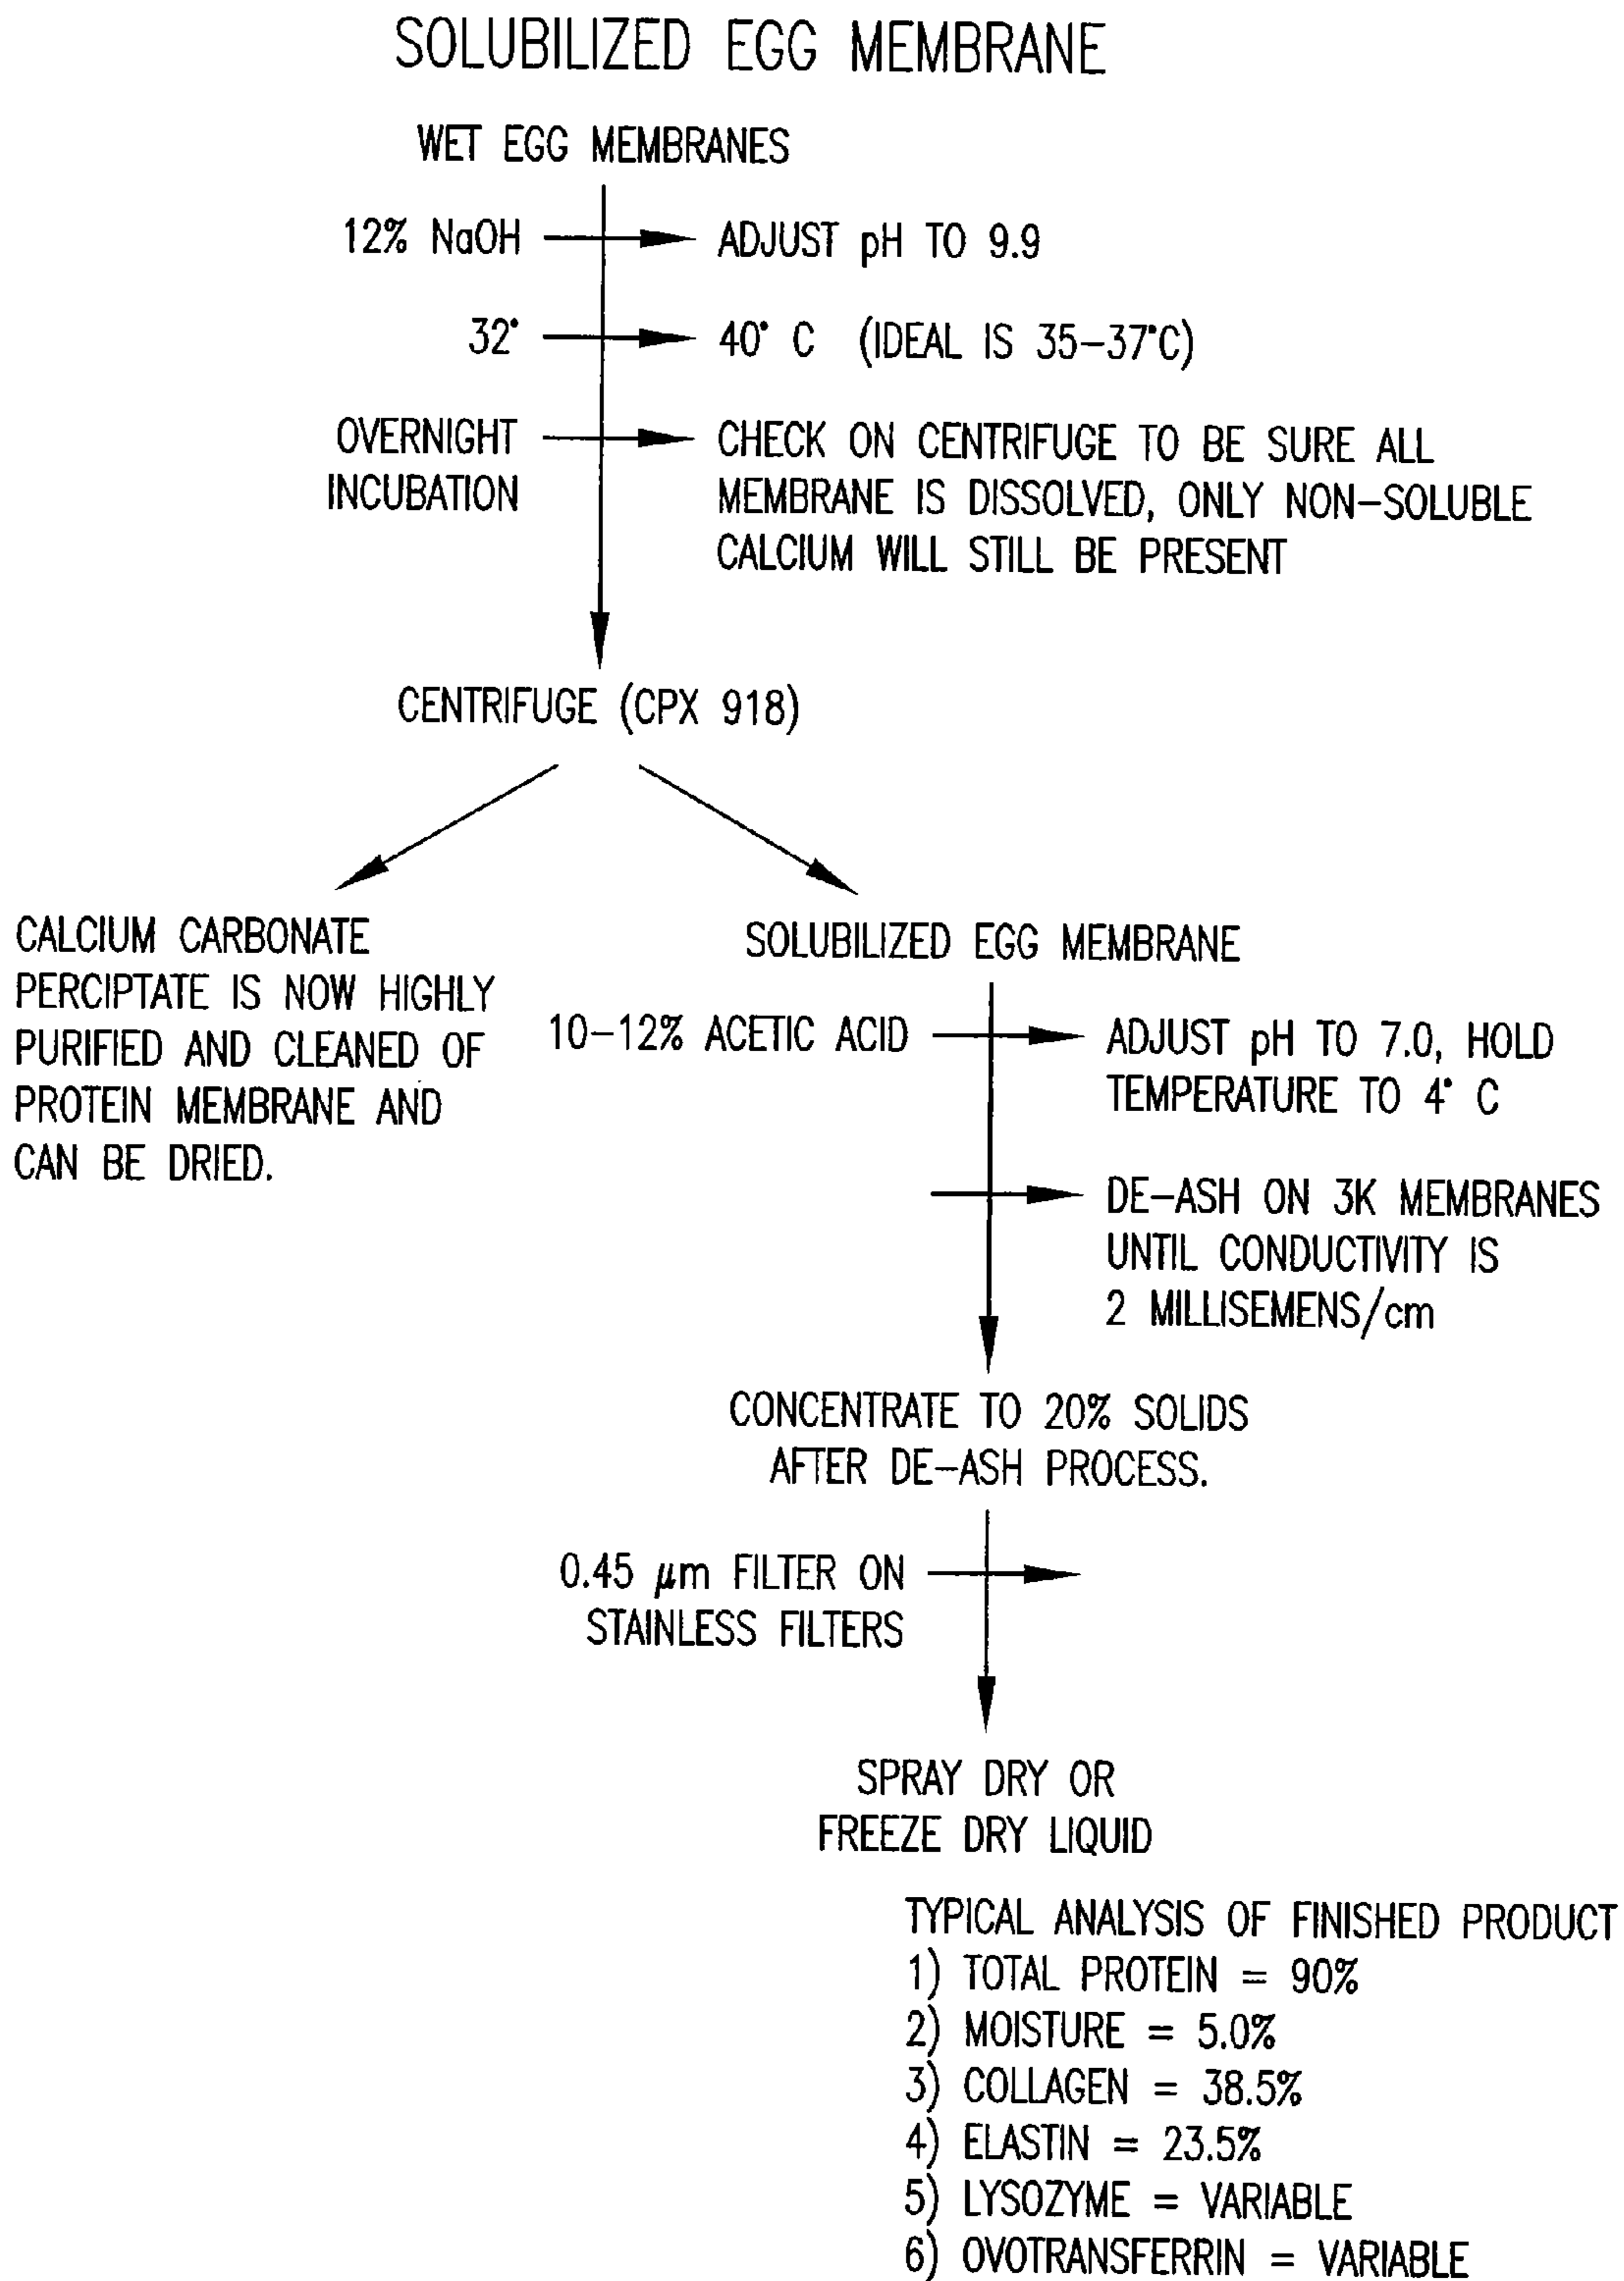 SOLUBILIZED EGG MEMBRANE
WET EGG MEMBRANES
12% NaOH
ADJUST pH TO 9.9
32°
40° C (IDEAL IS 35–37°C)
OVERNIGHT
INCUBATION
CHECK ON CENTRIFUGE TO BE SURE ALL
MEMBRANE IS DISSOLVED, ONLY NON–SOLUBLE
CALCIUM WILL STILL BE PRESENT
CENTRIFUGE (CPX 918)
CALCIUM CARBONATE
PERCIPTATE IS NOW HIGHLY
PURIFIED AND CLEANED OF
PROTEIN MEMBRANE AND
CAN BE DRIED.
SOLUBILIZED EGG MEMBRANE
10–12% ACETIC ACID
ADJUST pH TO 7.0, HOLD
TEMPERATURE TO 4° C
DE–ASH ON 3K MEMBRANES
UNTIL CONDUCTIVITY IS
2 MILLISEMENS/cm
CONCENTRATE TO 20% SOLIDS
AFTER DE–ASH PROCESS.
0.45 μm FILTER ON
STAINLESS FILTERS
SPRAY DRY OR
FREEZE DRY LIQUID
TYPICAL ANALYSIS OF FINISHED PRODUCT
1) TOTAL PROTEIN = 90%
2) MOISTURE = 5.0%
3) COLLAGEN = 38.5%
4) ELASTIN = 23.5%
5) LYSOZYME = VARIABLE
6) OVOTRANSFERRIN = VARIABLE